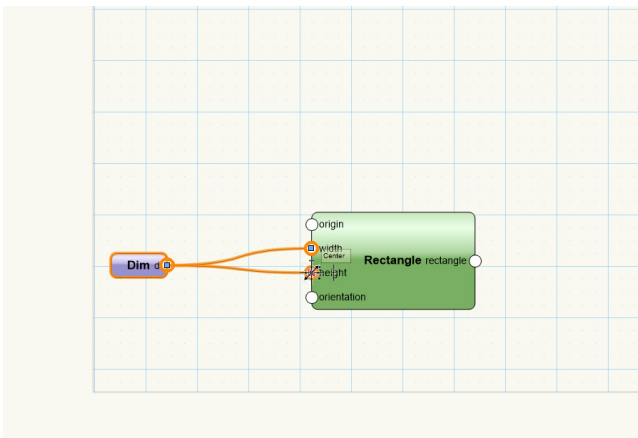 origin
width
Center
Dim d
Rectangle rectangle
height
orientation